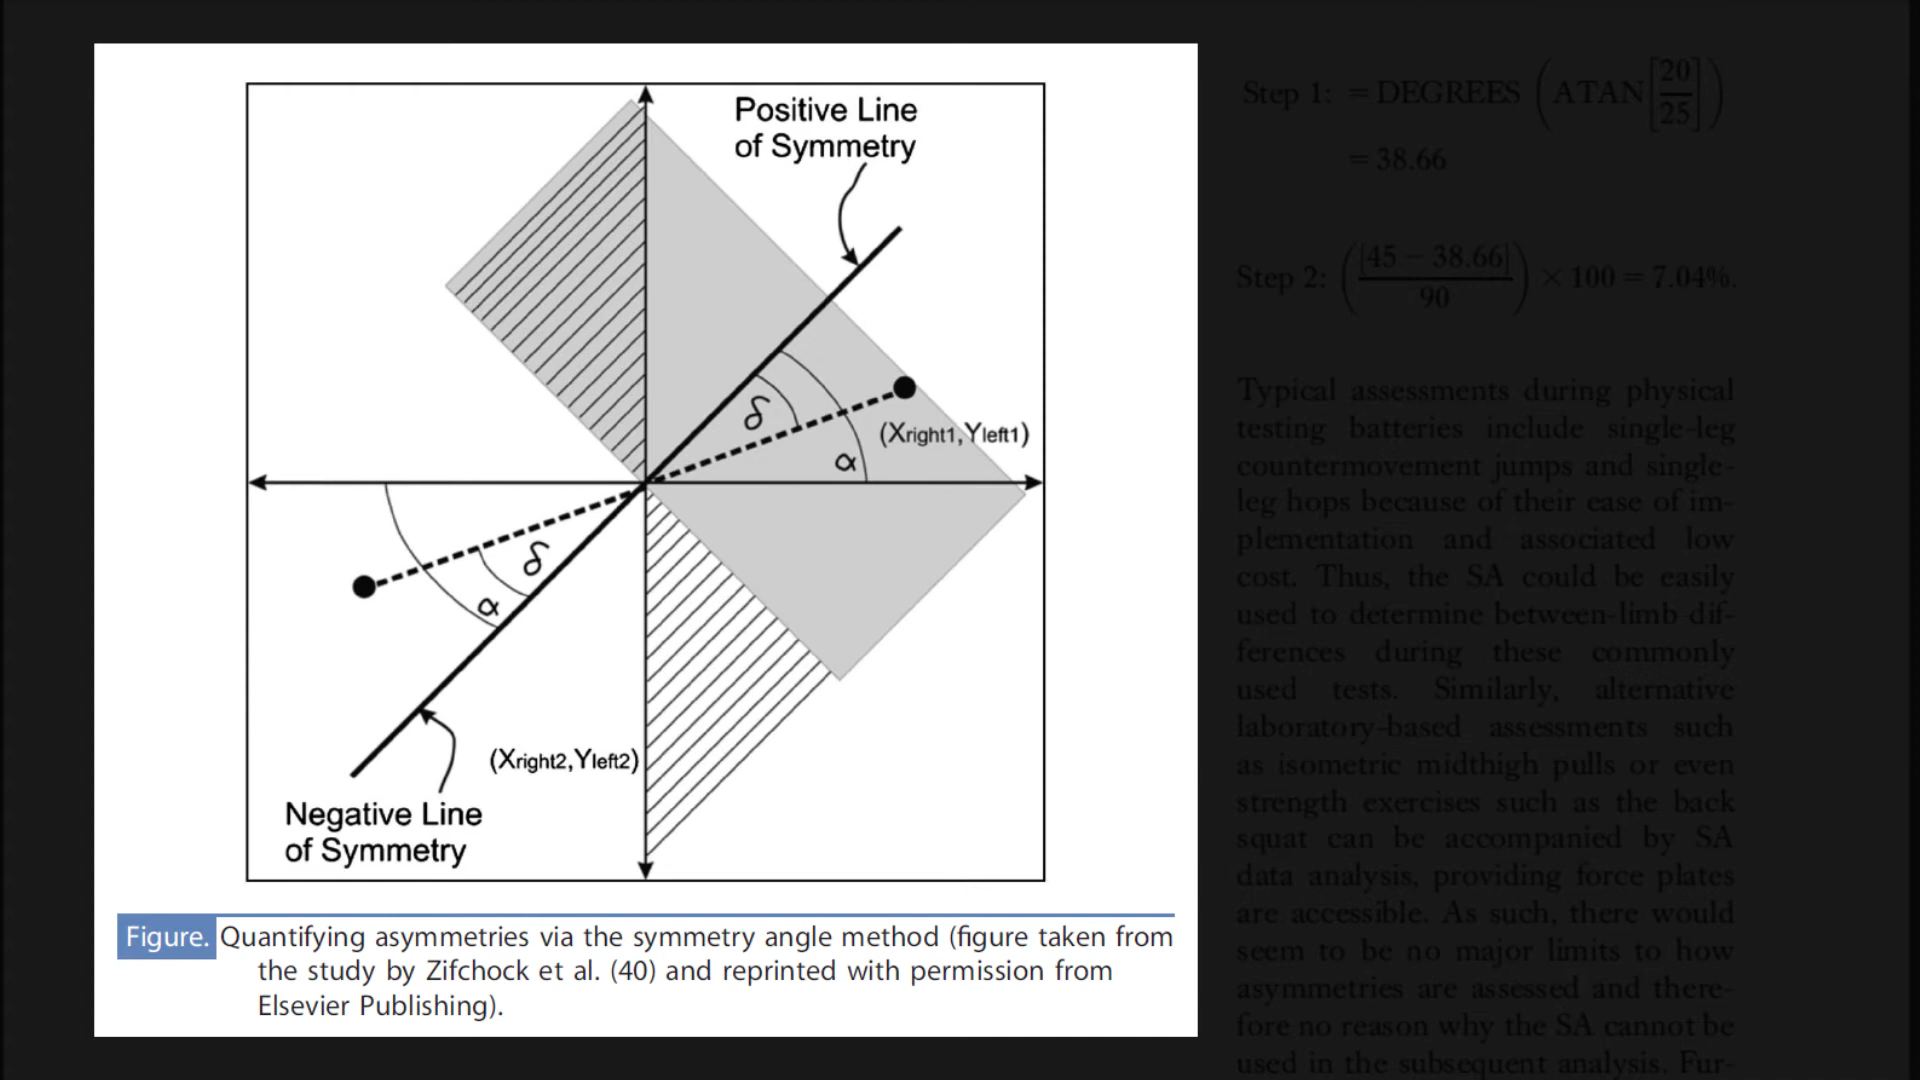 Positive Line
of Symmetry
δ
(Xright1,Yleft1)
α
δ
α
(Xright2,Yleft2)
Negative Line
of Symmetry
Figure. Quantifying asymmetries via the symmetry angle method (figure taken from
the study by Zifchock et al. (40) and reprinted with permission from
Elsevier Publishing).
Step 1: = DEGREES (ATAN[20/25])
= 38.66
Step 2: ([45 − 38.66]/90) × 100 = 7.04%.
Typical assessments during physical
testing batteries include single-leg
countermovement jumps and single-
leg hops because of their ease of im-
plementation and associated low
cost. Thus, the SA could be easily
used to determine between-limb dif-
ferences during these commonly
used tests. Similarly, alternative
laboratory-based assessments such
as isometric midthigh pulls or even
strength exercises such as the back
squat can be accompanied by SA
data analysis, providing force plates
are accessible. As such, there would
seem to be no major limits to how
asymmetries are assessed and there-
fore no reason why the SA cannot be
used in the subsequent analysis. Fur-